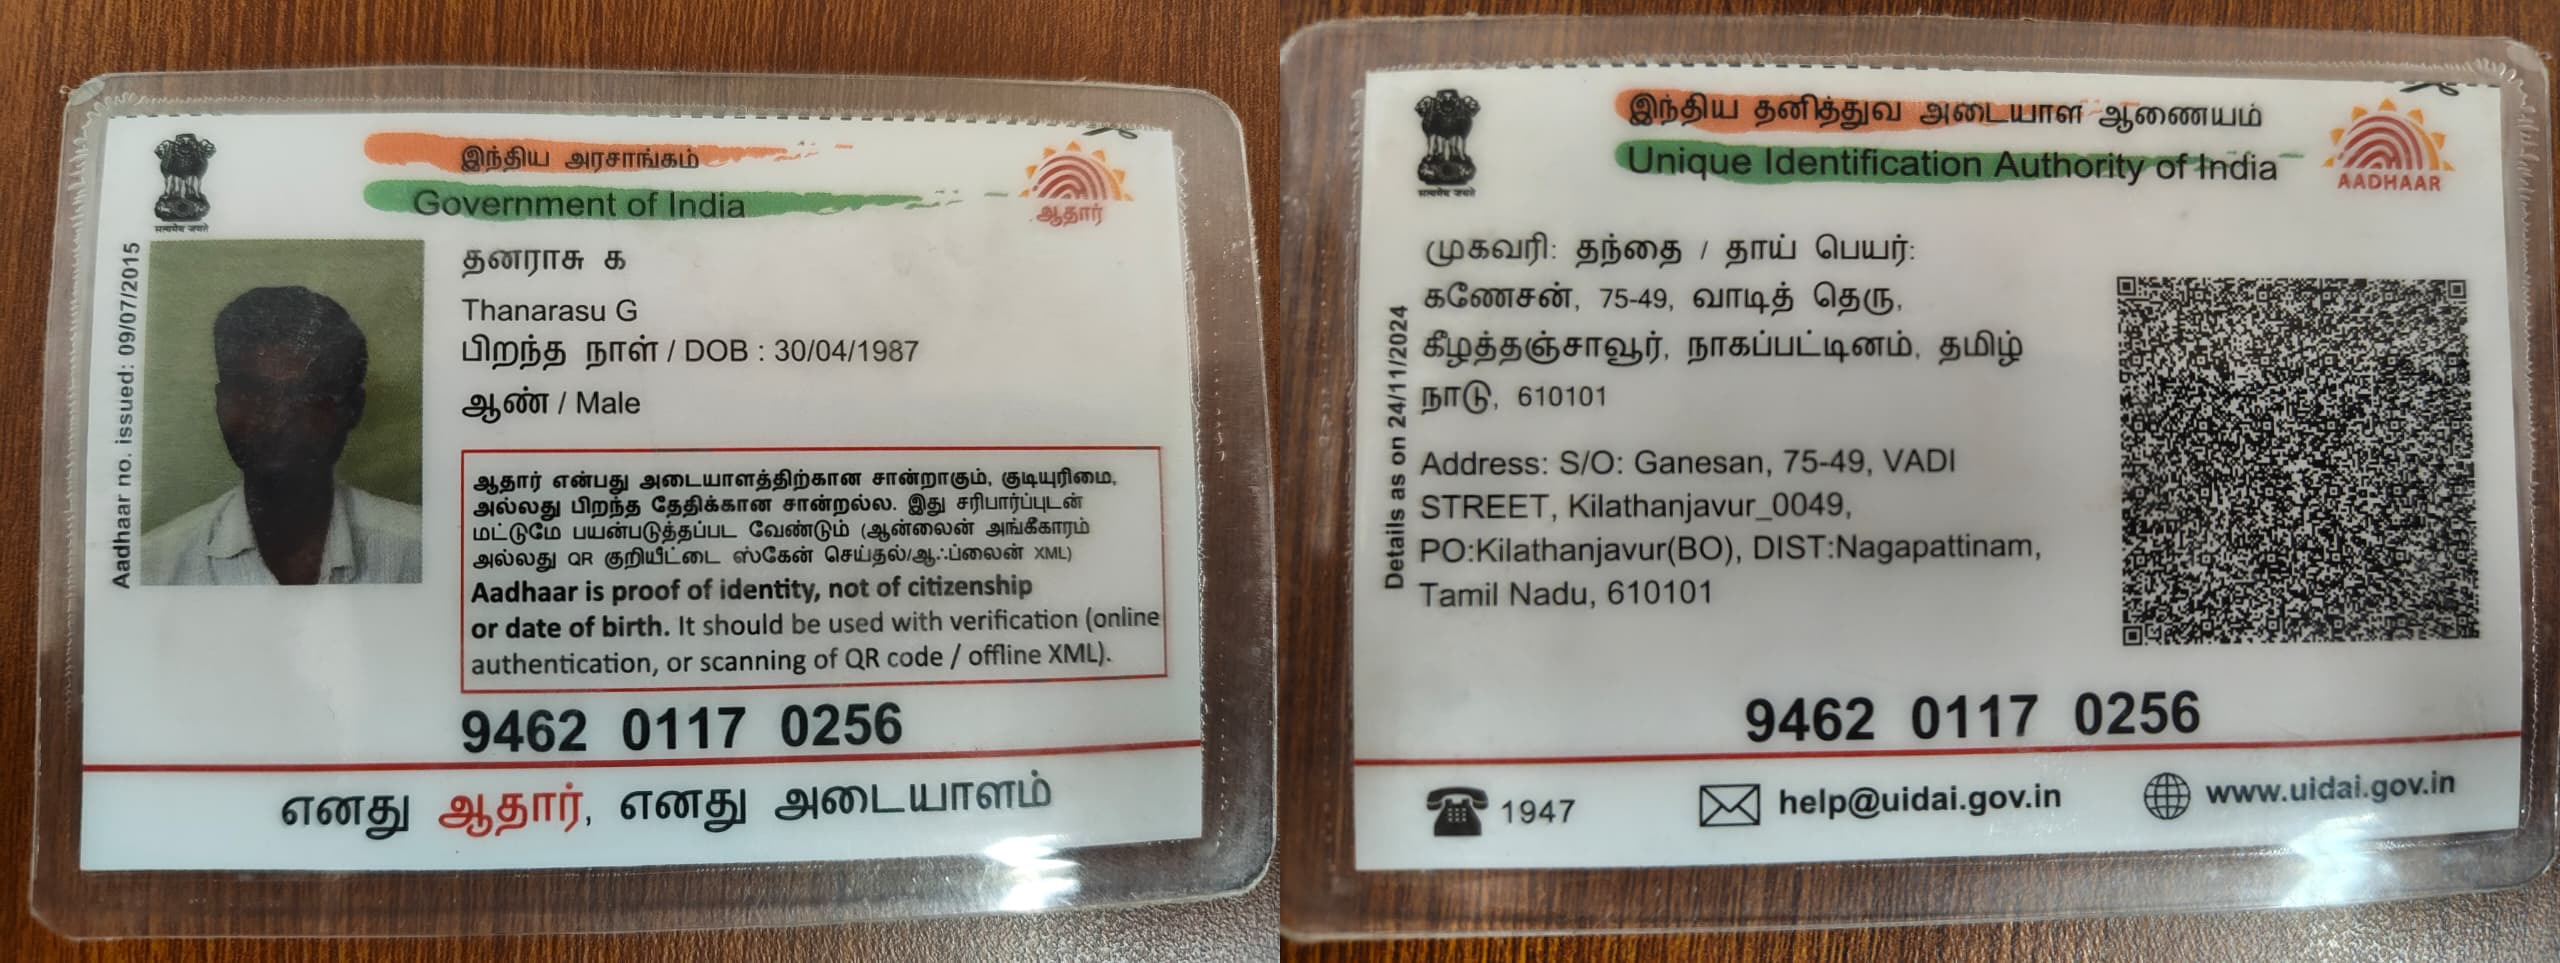 இந்திய அரசாங்கம்
Government of India
ஆதார்
सत्यमेव जयते
Aadhaar no. issued: 09/07/2015
தனராசு க
Thanarasu G
பிறந்த நாள் / DOB : 30/04/1987
ஆண் / Male
ஆதார் என்பது அடையாளத்திற்கான சான்றாகும், குடியுரிமை,
அல்லது பிறந்த தேதிக்கான சான்றல்ல. இது சரிபார்ப்புடன்
மட்டுமே பயன்படுத்தப்பட வேண்டும் (ஆன்லைன் அங்கீகாரம்
அல்லது QR குறியீட்டை ஸ்கேன் செய்தல்/ஆஃப்லைன் XML)
Aadhaar is proof of identity, not of citizenship
or date of birth. It should be used with verification (online
authentication, or scanning of QR code / offline XML).
9462 0117 0256
எனது ஆதார், எனது அடையாளம்
இந்திய தனித்துவ அடையாள ஆணையம்
Unique Identification Authority of India
AADHAAR
सत्यमेव जयते
Details as on 24/11/2024
முகவரி: தந்தை / தாய் பெயர்:
கணேசன், 75-49, வாடித் தெரு,
கீழத்தஞ்சாவூர், நாகப்பட்டினம், தமிழ்
நாடு, 610101
Address: S/O: Ganesan, 75-49, VADI
STREET, Kilathanjavur_0049,
PO:Kilathanjavur(BO), DIST:Nagapattinam,
Tamil Nadu, 610101
9462 0117 0256
1947
help@uidai.gov.in
www.uidai.gov.in